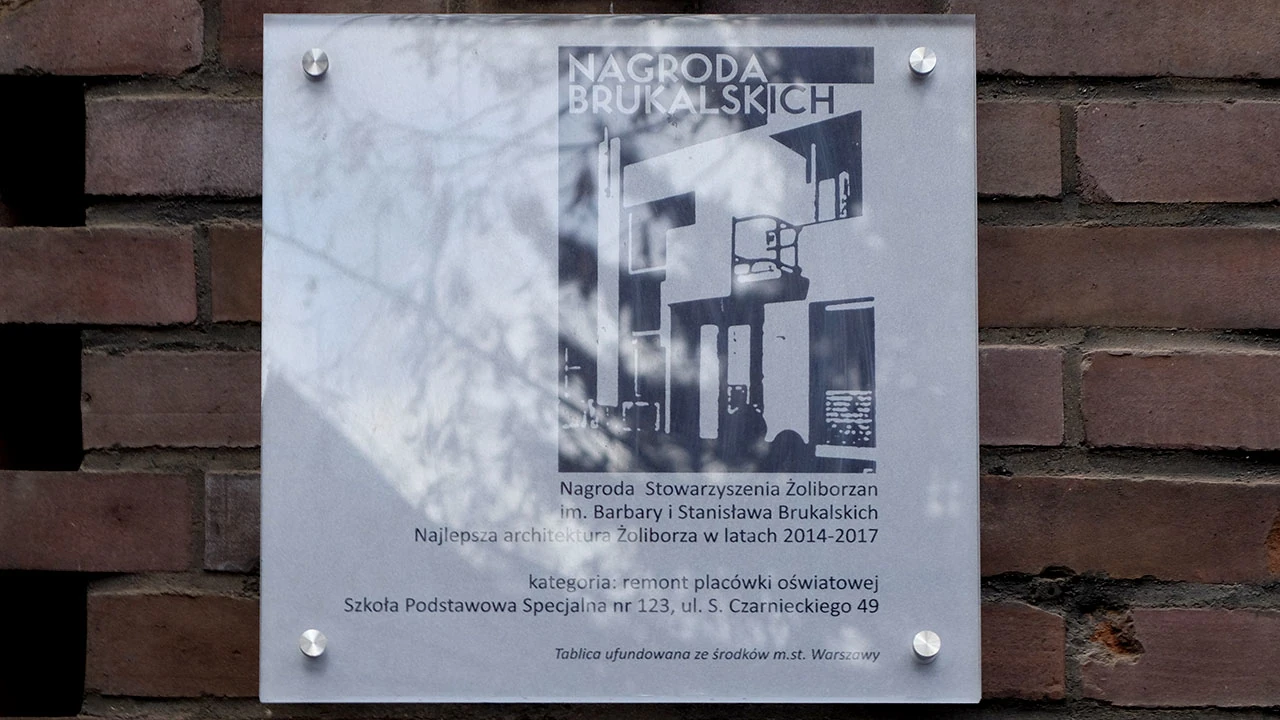 NAGRODA
BRUKALSKICH
Nagroda Stowarzyszenia Żoliborzan
im. Barbary i Stanisława Brukalskich
Najlepsza architektura Żoliborza w latach 2014-2017
kategoria: remont placówki oświatowej
Szkoła Podstawowa Specjalna nr 123, ul. S. Czarnieckiego 49
Tablica ufundowana ze środków m.st. Warszawy